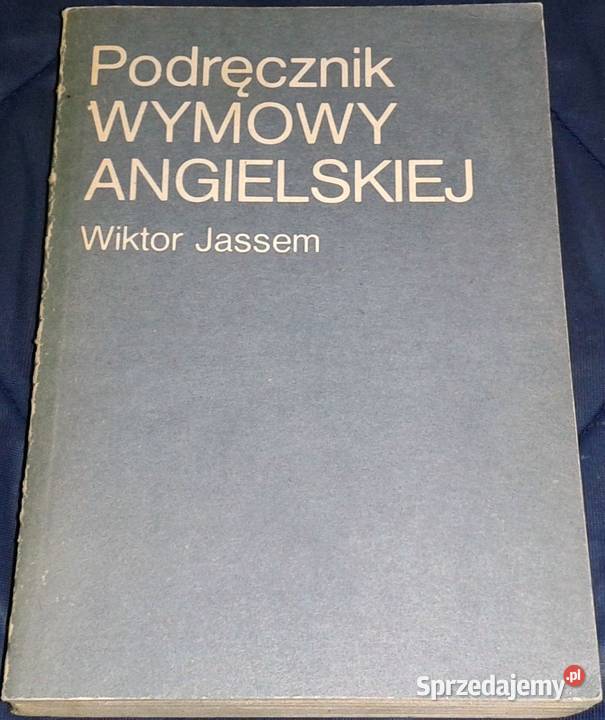 Podręcznik
WYMOWY
ANGIELSKIEJ
Wiktor Jassem
Sprzedajemy.pl